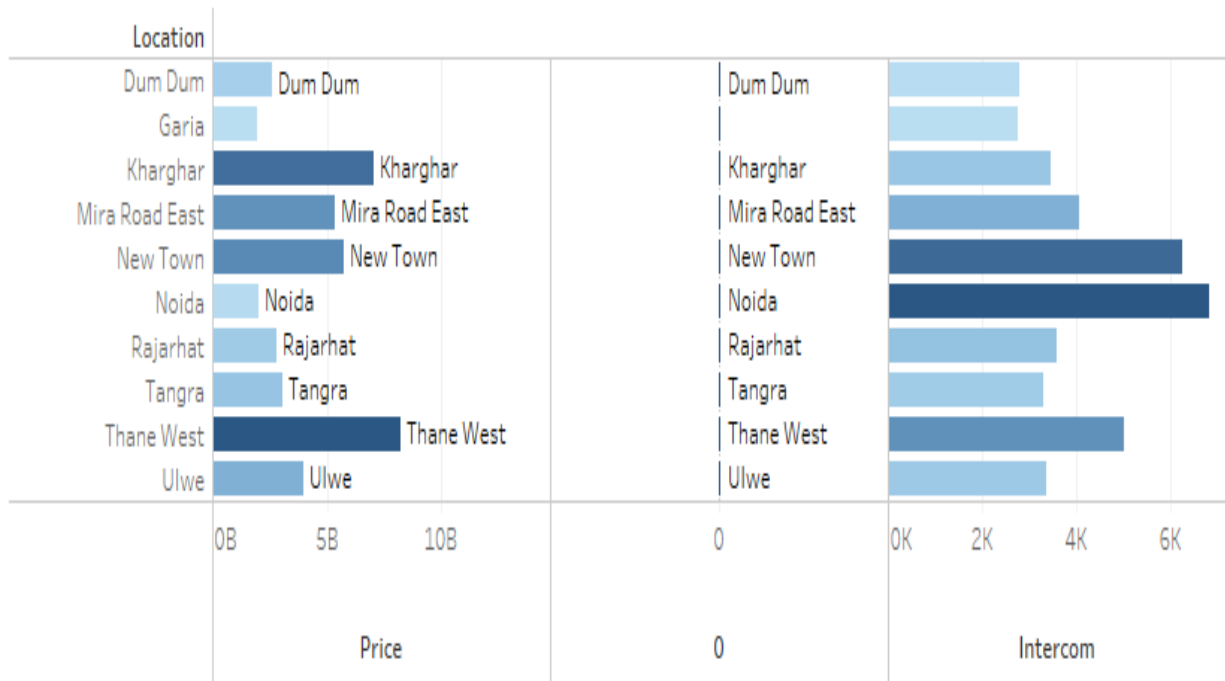 Location
Dum Dum Dum Dum Dum Dum
Garia
Kharghar Kharghar Kharghar
Mira Road East Mira Road East Mira Road East
New Town New Town New Town
Noida Noida Noida
Rajarhat Rajarhat Rajarhat
Tangra Tangra Tangra
Thane West Thane West Thane West
Ulwe Ulwe Ulwe
0B 5B 10B 0 0K 2K 4K 6K
Price 0 Intercom